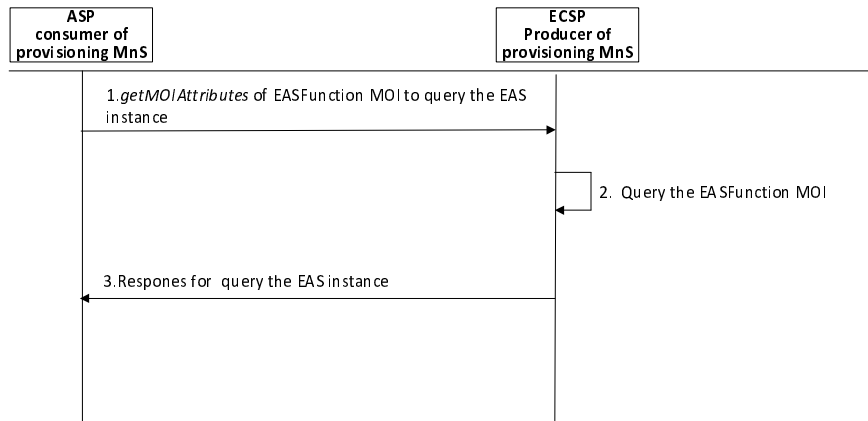 ASP
consumer of
provisioning MnS
ECSP
Producer of
provisioning MnS
1.getMOIAttributes of EASFunction MOI to query the EAS
instance
2. Query the EASFunction MOI
3.Respones for query the EAS instance